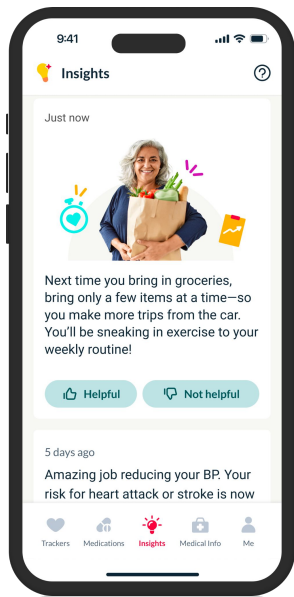 9:41
Insights
Just now
Next time you bring in groceries,
bring only a few items at a time—so
you make more trips from the car.
You'll be sneaking in exercise to your
weekly routine!
Helpful
Not helpful
5 days ago
Amazing job reducing your BP. Your
risk for heart attack or stroke is now
Trackers
Medications
Insights
Medical Info
Me